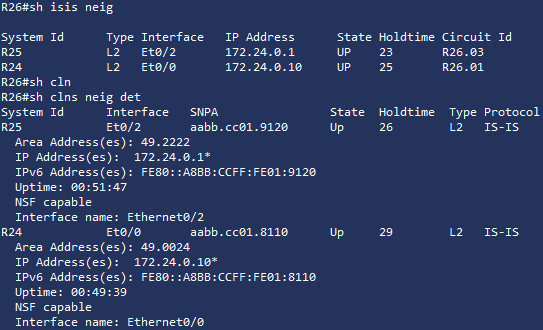 R26#sh isis neig
System Id      Type Interface   IP Address      State Holdtime Circuit Id
R25            L2   Et0/2       172.24.0.1      UP    23       R26.03
R24            L2   Et0/0       172.24.0.10     UP    25       R26.01
R26#sh cln
R26#sh clns neig det
System Id      Interface   SNPA                State  Holdtime  Type Protocol
R25            Et0/2       aabb.cc01.9120      Up     26        L2   IS-IS
  Area Address(es): 49.2222
  IP Address(es):  172.24.0.1*
  IPv6 Address(es): FE80::A8BB:CCFF:FE01:9120
  Uptime: 00:51:47
  NSF capable
  Interface name: Ethernet0/2
R24            Et0/0       aabb.cc01.8110      Up     29        L2   IS-IS
  Area Address(es): 49.0024
  IP Address(es):  172.24.0.10*
  IPv6 Address(es): FE80::A8BB:CCFF:FE01:8110
  Uptime: 00:49:39
  NSF capable
  Interface name: Ethernet0/0